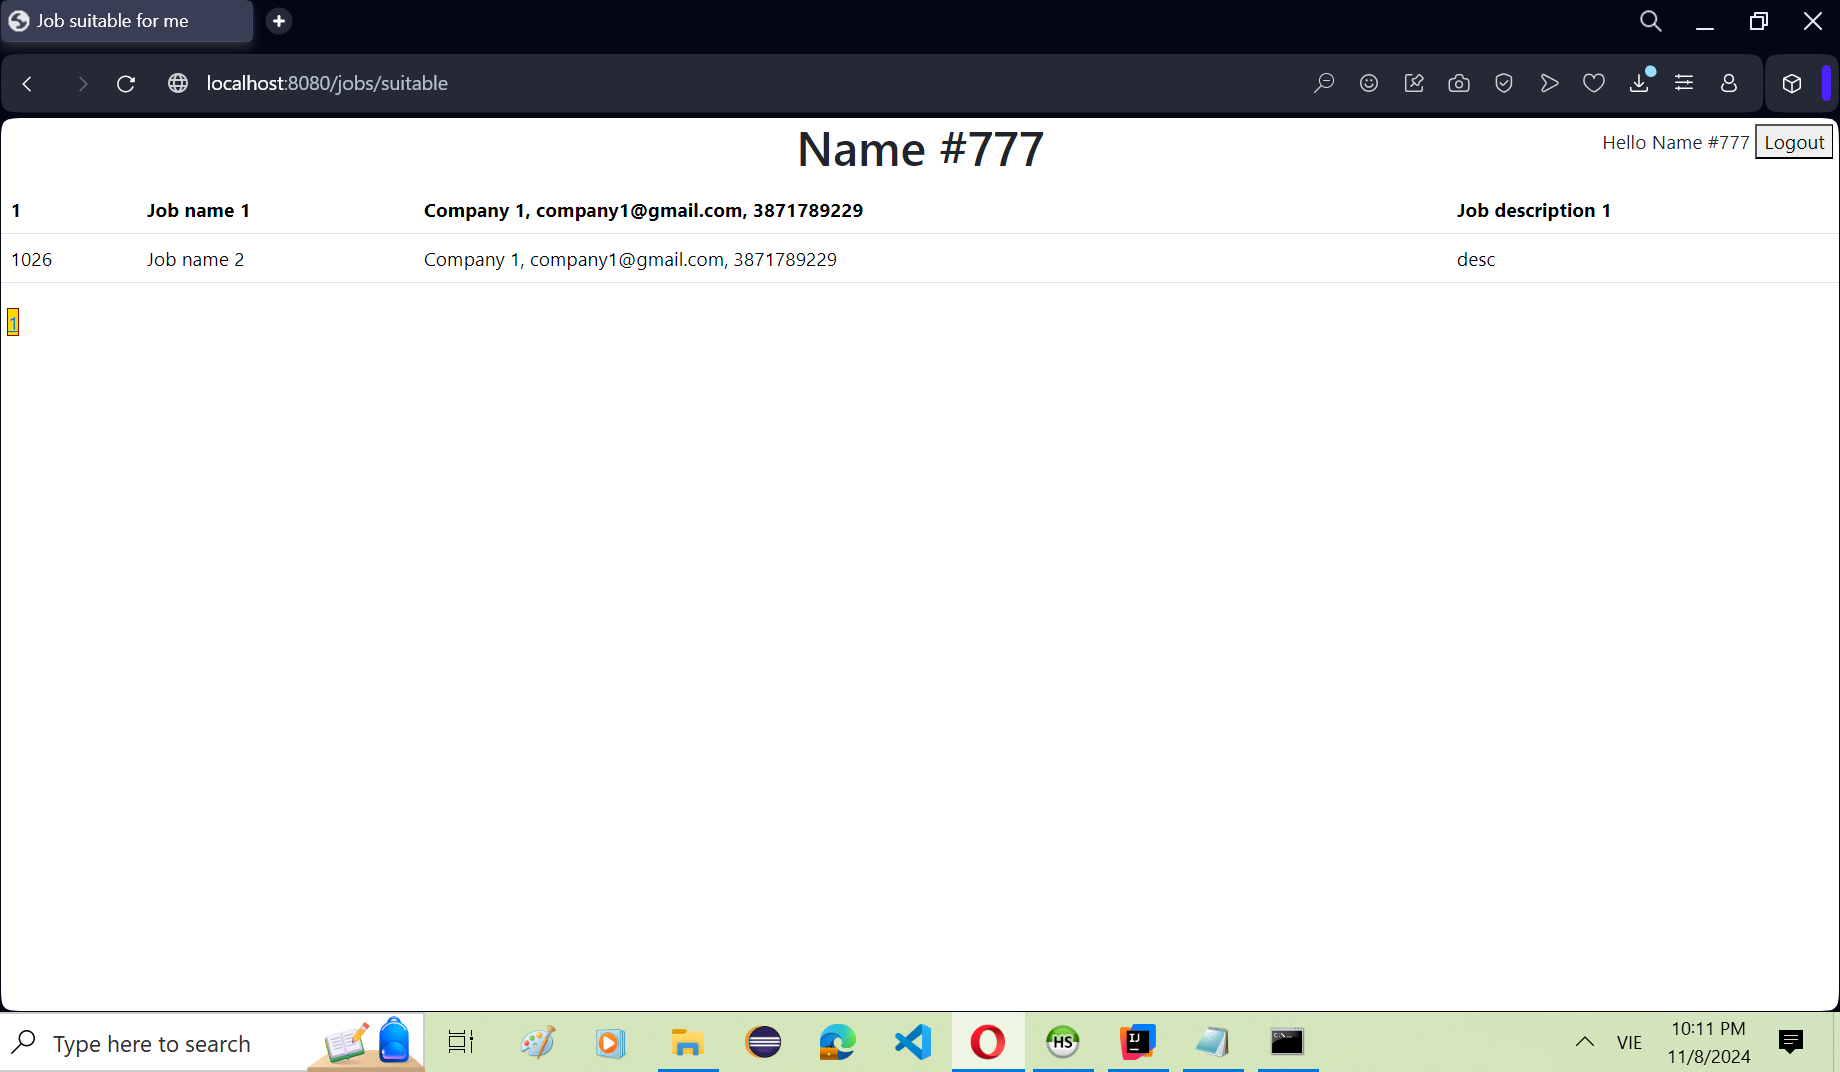 Job suitable for me
localhost:8080/jobs/suitable
Name #777
Hello Name #777 Logout
1 Job name 1 Company 1, company1@gmail.com, 3871789229 Job description 1
1026 Job name 2 Company 1, company1@gmail.com, 3871789229 desc
1
Type here to search
HS
IJ
VIE
10:11 PM
11/8/2024